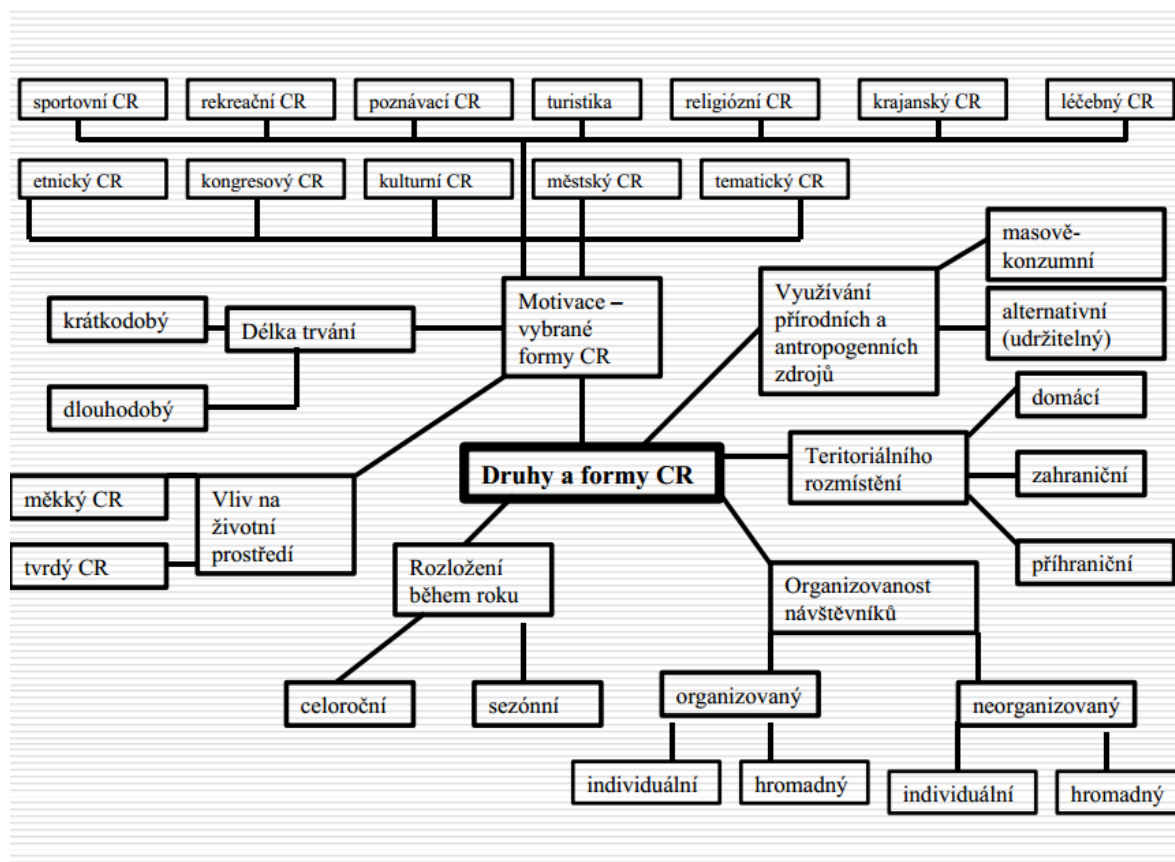 sportovní CR
rekreační CR
poznávací CR
turistika
religiózní CR
krajanský CR
léčebný CR
etnický CR
kongresový CR
kulturní CR
městský CR
tematický CR
masově-
konzumní
Motivace –
vybrané
formy CR
Využívání
přírodních a
antropogenních
zdrojů
alternativní
(udržitelný)
krátkodobý
Délka trvání
dlouhodobý
domácí
Druhy a formy CR
Teritoriálního
rozmístění
zahraniční
příhraniční
měkký CR
tvrdý CR
Vliv na
životní
prostředí
Rozložení
během roku
Organizovanost
návštěvníků
celoroční
sezónní
organizovaný
neorganizovaný
individuální
hromadný
individuální
hromadný